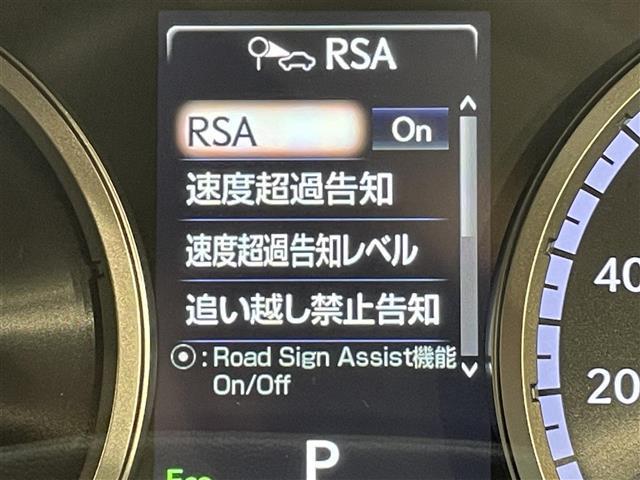 RSA
RSA On
速度超過告知
速度超過告知レベル
追い越し禁止告知
:Road Sign Assist機能
On/Off
P
Eco
40
20